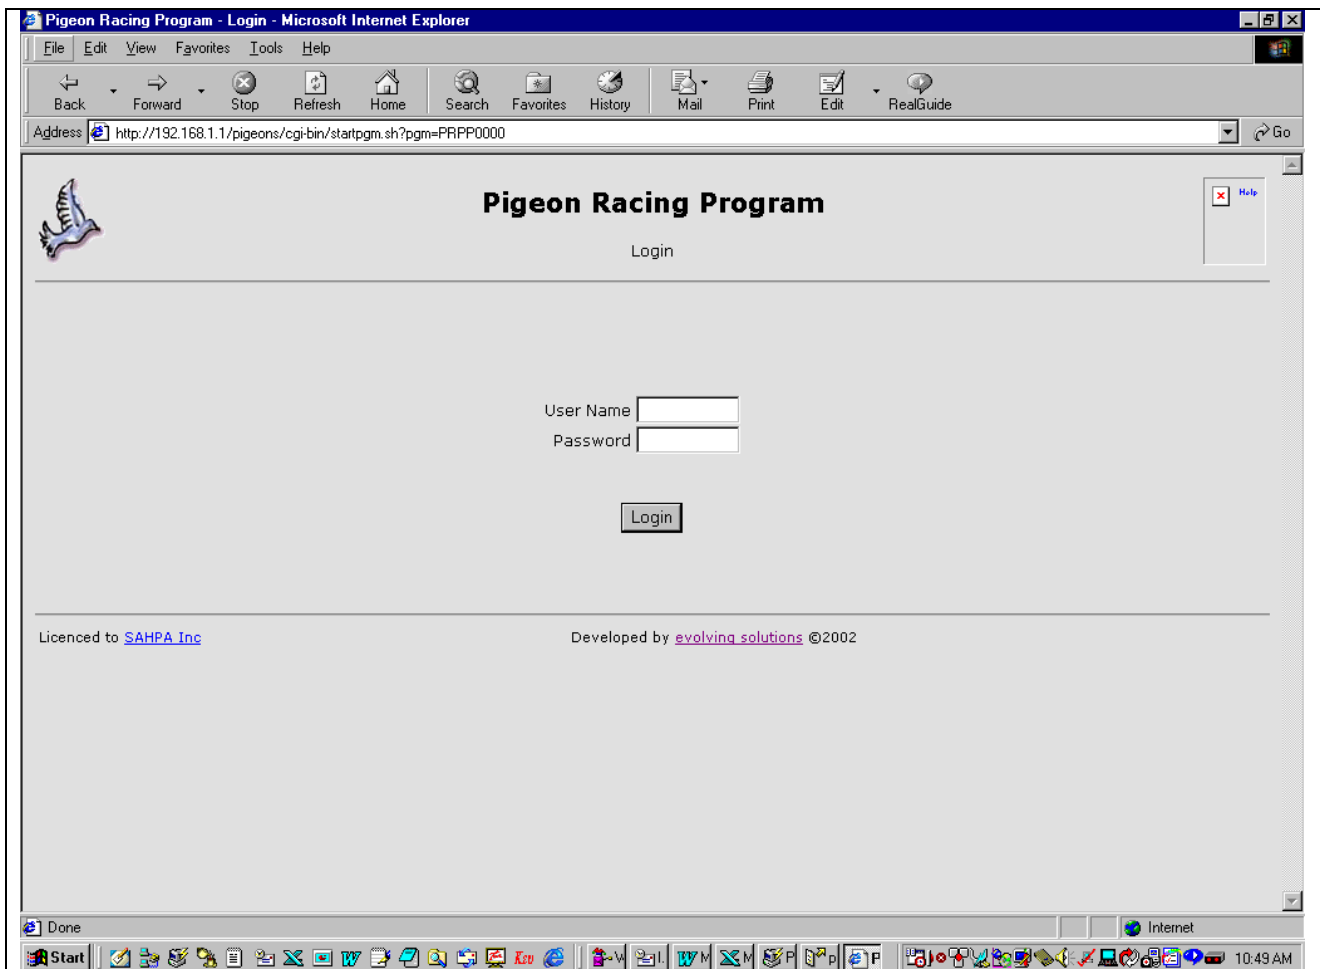 Pigeon Racing Program - Login - Microsoft Internet Explorer
File Edit View Favorites Tools Help
Back Forward Stop Refresh Home Search Favorites History Mail Print Edit RealGuide
Address http://192.168.1.1/pigeons/cgi-bin/startpgm.sh?pgm=PRPP0000 Go
Pigeon Racing Program
Help
Login
User Name
Password
Login
Licenced to SAHPA Inc Developed by evolving solutions ©2002
Done Internet
Start 10:49 AM